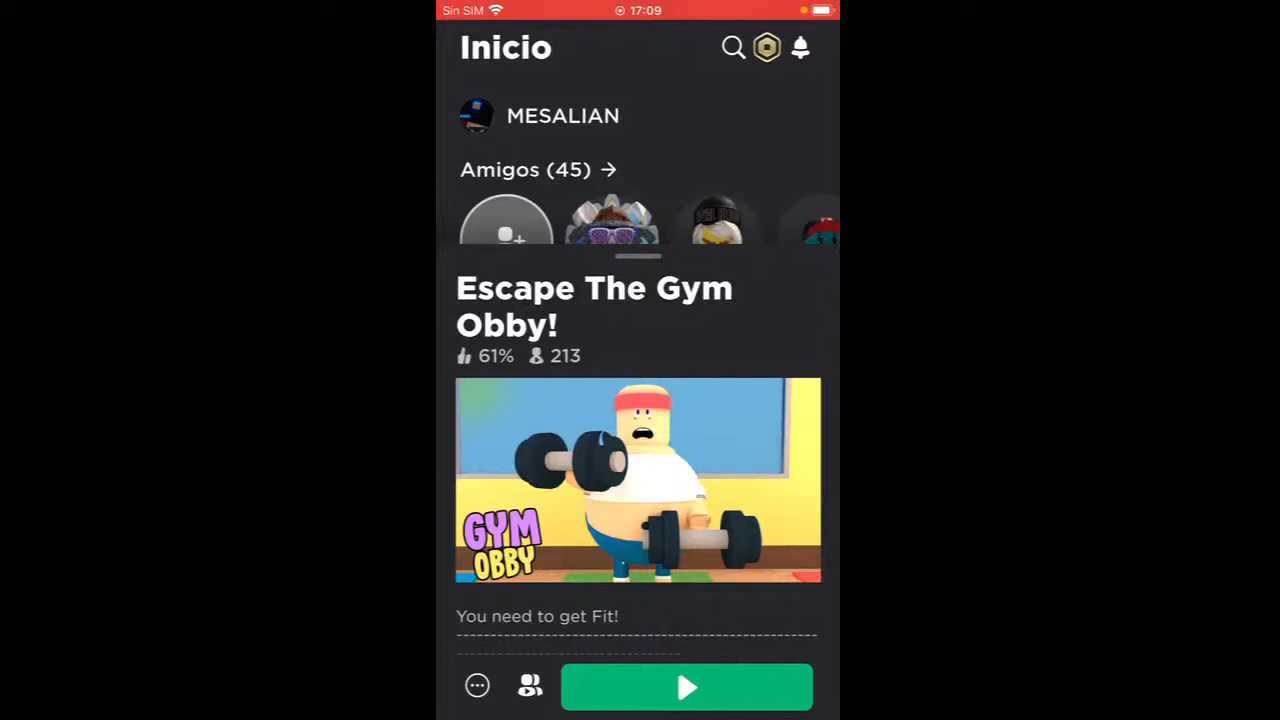 Sin SIM 17:09
Inicio
MESALIAN
Amigos (45) →
Escape The Gym
Obby!
61% 213
GYM
OBBY
You need to get Fit!